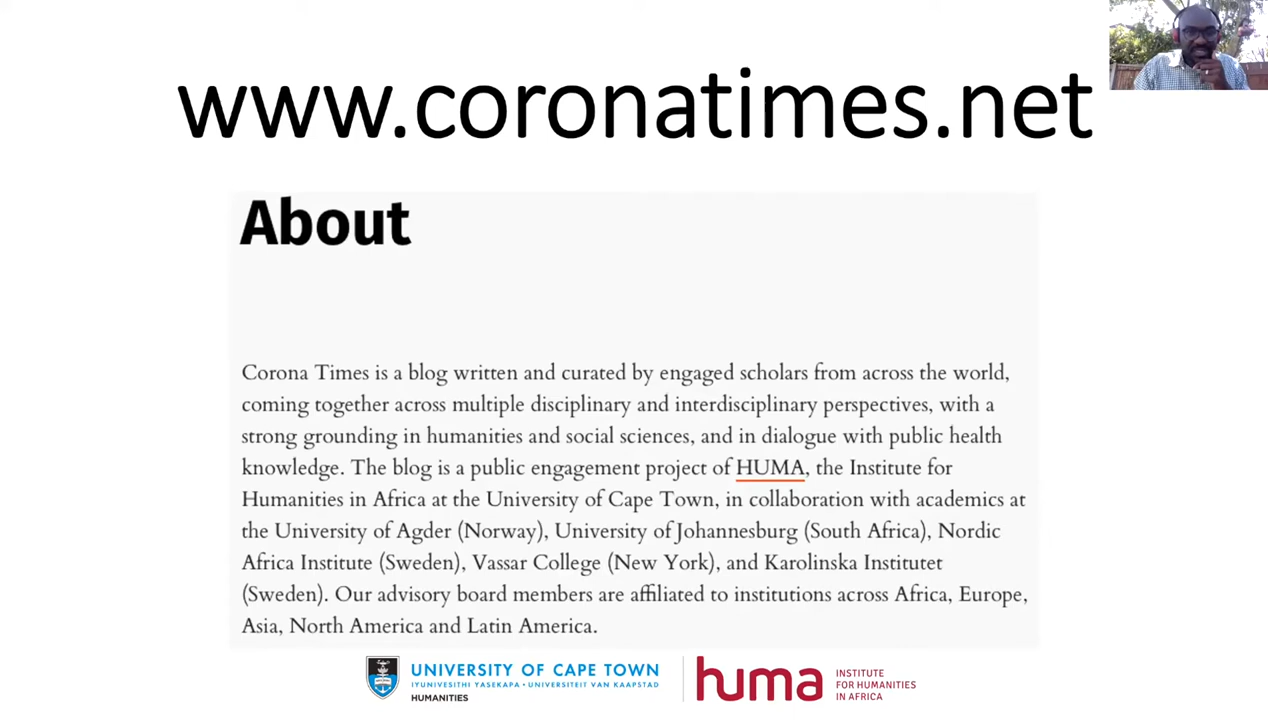 www.coronatimes.net
About
Corona Times is a blog written and curated by engaged scholars from across the world,
coming together across multiple disciplinary and interdisciplinary perspectives, with a
strong grounding in humanities and social sciences, and in dialogue with public health
knowledge. The blog is a public engagement project of HUMA, the Institute for
Humanities in Africa at the University of Cape Town, in collaboration with academics at
the University of Agder (Norway), University of Johannesburg (South Africa), Nordic
Africa Institute (Sweden), Vassar College (New York), and Karolinska Institutet
(Sweden). Our advisory board members are affiliated to institutions across Africa, Europe,
Asia, North America and Latin America.
UNIVERSITY OF CAPE TOWN
IYUNIVESITHI YASEKAPA • UNIVERSITEIT VAN KAAPSTAD
HUMANITIES
huma
INSTITUTE
FOR HUMANITIES
IN AFRICA